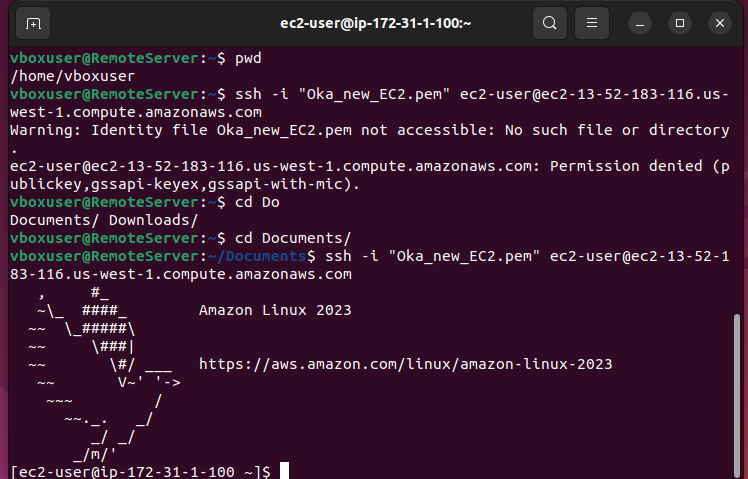 ec2-user@ip-172-31-1-100:~
vboxuser@RemoteServer:~$ pwd
/home/vboxuser
vboxuser@RemoteServer:~$ ssh -i "Oka_new_EC2.pem" ec2-user@ec2-13-52-183-116.us-
west-1.compute.amazonaws.com
Warning: Identity file Oka_new_EC2.pem not accessible: No such file or directory
.
ec2-user@ec2-13-52-183-116.us-west-1.compute.amazonaws.com: Permission denied (p
ublickey,gssapi-keyex,gssapi-with-mic).
vboxuser@RemoteServer:~$ cd Do
Documents/ Downloads/
vboxuser@RemoteServer:~$ cd Documents/
vboxuser@RemoteServer:~/Documents$ ssh -i "Oka_new_EC2.pem" ec2-user@ec2-13-52-1
83-116.us-west-1.compute.amazonaws.com
   ,     #_
   ~\_  ####_        Amazon Linux 2023
  ~~  \_#####\
  ~~     \###|
  ~~       \#/ ___   https://aws.amazon.com/linux/amazon-linux-2023
   ~~       V~' '->
    ~~~         /
      ~~._.   _/
         _/ _/
       _/m/'
[ec2-user@ip-172-31-1-100 ~]$